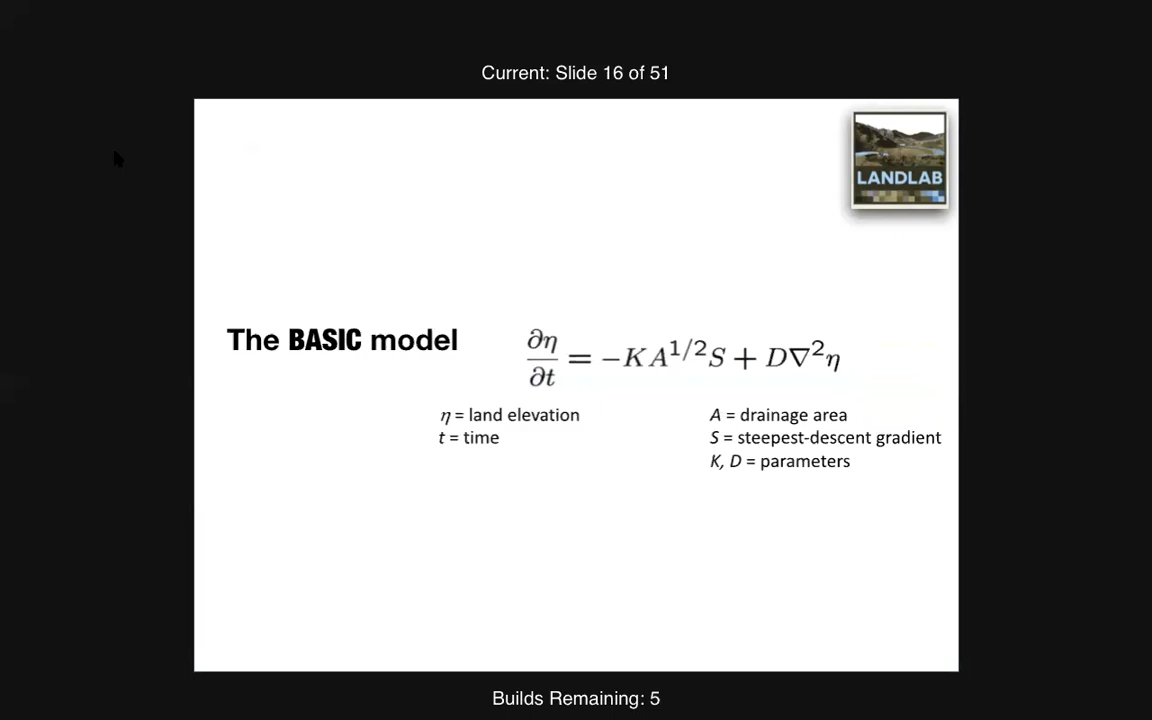 Current: Slide 16 of 51
LANDLAB
The BASIC model
∂η/∂t = −KA^{1/2}S + D∇²η
η = land elevation
t = time
A = drainage area
S = steepest-descent gradient
K, D = parameters
Builds Remaining: 5